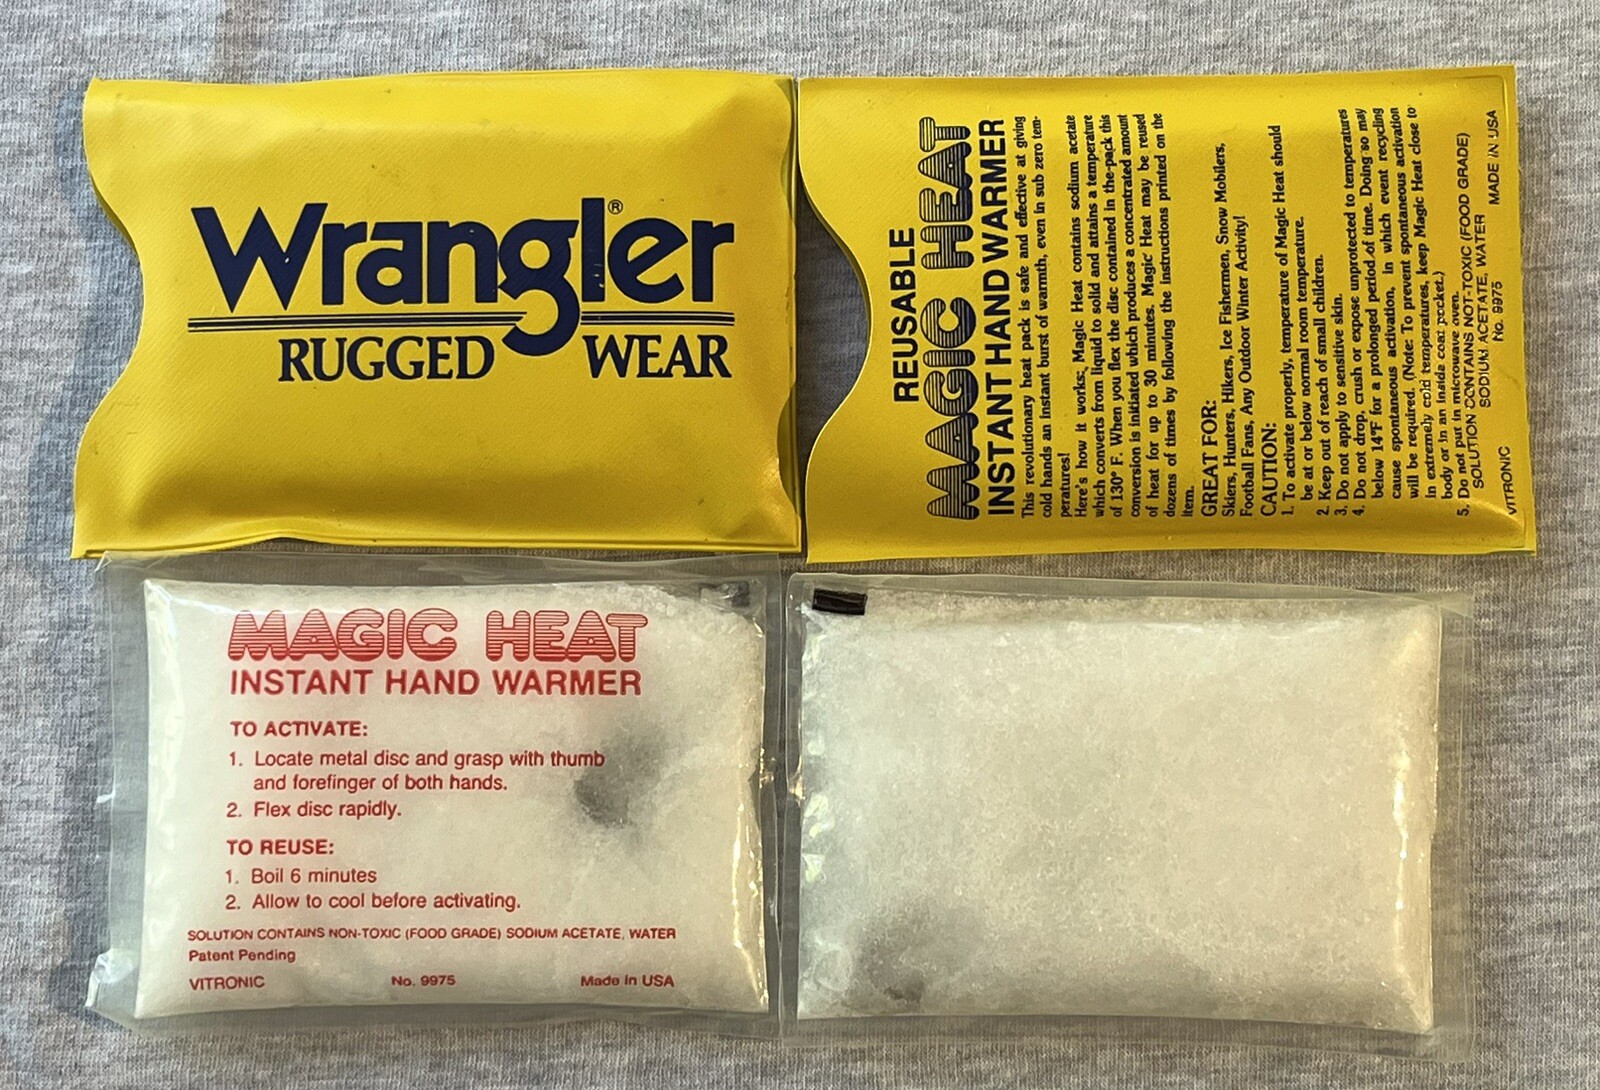 Wrangler®
RUGGED WEAR
REUSABLE
MAGIC HEAT
INSTANT HAND WARMER
This revolutionary heat pack is safe and effective at giving
cold hands an instant burst of warmth, even in sub zero tem-
peratures!
Here's how it works; Magic Heat contains sodium acetate
which converts from liquid to solid and attains a temperature
of 130° F. When you flex the disc contained in the pack this
conversion is initiated which produces a concentrated amount
of heat for up to 30 minutes. Magic Heat may be reused
dozens of times by following the instructions printed on the
item.
GREAT FOR:
Skiers, Hunters, Hikers, Ice Fishermen, Snow Mobilers,
Football Fans, Any Outdoor Winter Activity!
CAUTION:
1. To activate properly, temperature of Magic Heat should
be at or below normal room temperature.
2. Keep out of reach of small children.
3. Do not apply to sensitive skin.
4. Do not drop, crush or expose unprotected to temperatures
below 14°F for a prolonged period of time. Doing so may
cause spontaneous activation, in which event recycling
will be required. (Note: To prevent spontaneous activation
in extremely cold temperatures, keep Magic Heat close to
body or in an inside coat pocket.)
5. Do not put in microwave oven.
SOLUTION CONTAINS NOT-TOXIC (FOOD GRADE)
SODIUM ACETATE, WATER
VITRONIC No. 9975 MADE IN USA
MAGIC HEAT
INSTANT HAND WARMER
TO ACTIVATE:
1. Locate metal disc and grasp with thumb
and forefinger of both hands.
2. Flex disc rapidly.
TO REUSE:
1. Boil 6 minutes
2. Allow to cool before activating.
SOLUTION CONTAINS NON-TOXIC (FOOD GRADE) SODIUM ACETATE, WATER
Patent Pending
VITRONIC No. 9975 Made in USA